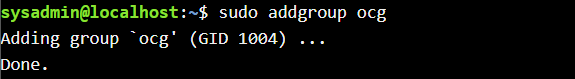 sysadmin@localhost:~$ sudo addgroup ocg
Adding group `ocg' (GID 1004) ...
Done.